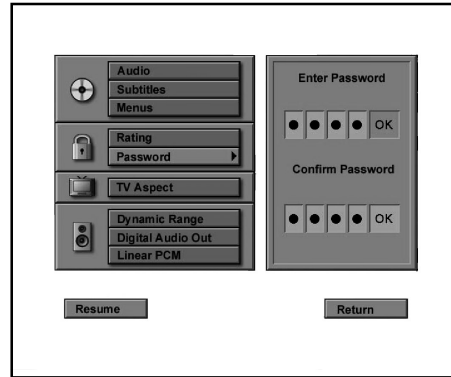 Audio
Subtitles
Menus
Rating
Password
TV Aspect
Dynamic Range
Digital Audio Out
Linear PCM
Enter Password
OK
Confirm Password
OK
Resume
Return